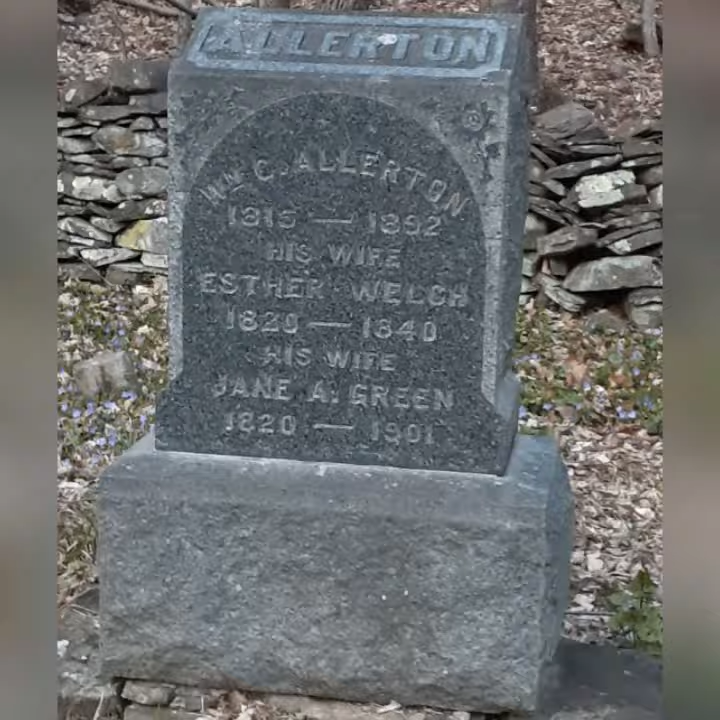 ALLERTON
WM C. ALLERTON
1815 — 1892
HIS WIFE
ESTHER WELCH
1820 — 1840
HIS WIFE
JANE A. GREEN
1820 — 1901